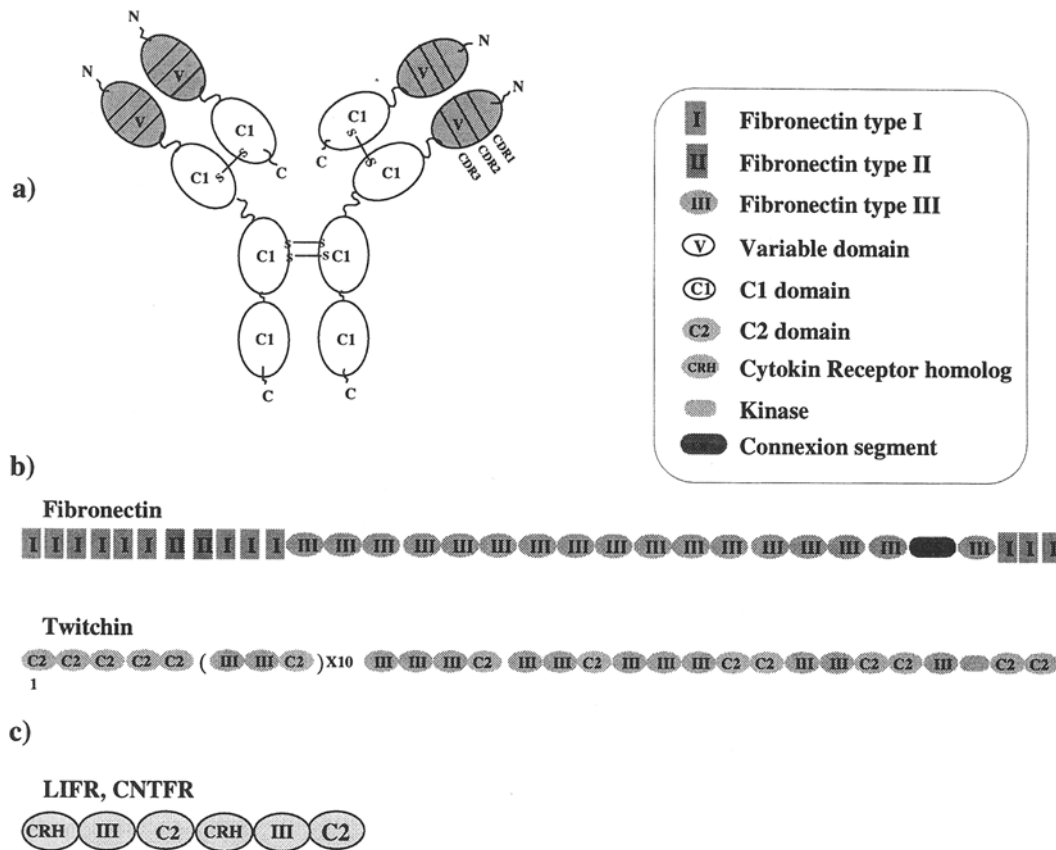 a)
N
N
V
V
C1
C1
S
S
C
N
N
V
V
C1
C1
S
S
C
CDR1
CDR2
CDR3
C1
S
S
S
S
C1
C1
C1
C
C
I Fibronectin type I
II Fibronectin type II
III Fibronectin type III
V Variable domain
C1 C1 domain
C2 C2 domain
CRH Cytokin Receptor homolog
Kinase
Connexion segment
b)
Fibronectin
I I I I I I II II I I I III III III III III III III III III III III III III III III III III I I I
Twitchin
C2 C2 C2 C2 C2 ( III III C2 ) X10 III III III C2 III III C2 III III III C2 C2 III III C2 C2 III C2 C2
1
c)
LIFR, CNTFR
CRH III C2 CRH III C2